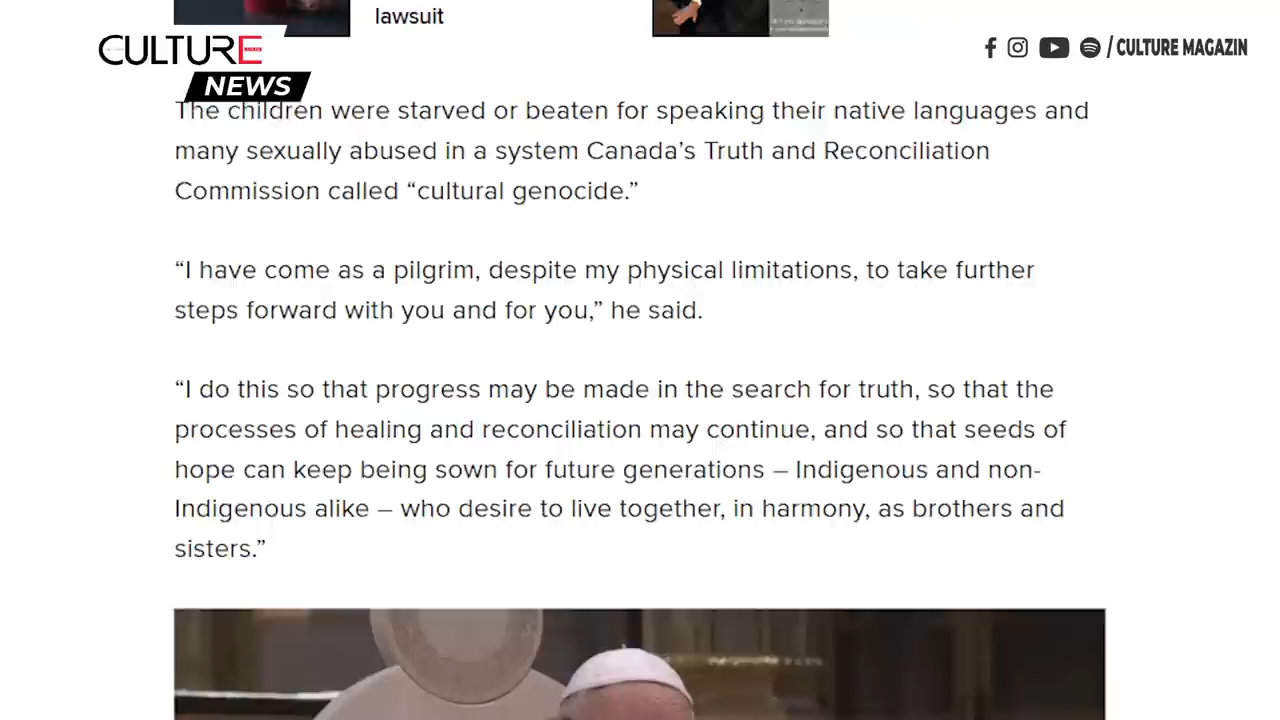 lawsuit
CULTURE
NEWS
/ CULTURE MAGAZIN
The children were starved or beaten for speaking their native languages and
many sexually abused in a system Canada’s Truth and Reconciliation
Commission called “cultural genocide.”
“I have come as a pilgrim, despite my physical limitations, to take further
steps forward with you and for you,” he said.
“I do this so that progress may be made in the search for truth, so that the
processes of healing and reconciliation may continue, and so that seeds of
hope can keep being sown for future generations – Indigenous and non-
Indigenous alike – who desire to live together, in harmony, as brothers and
sisters.”